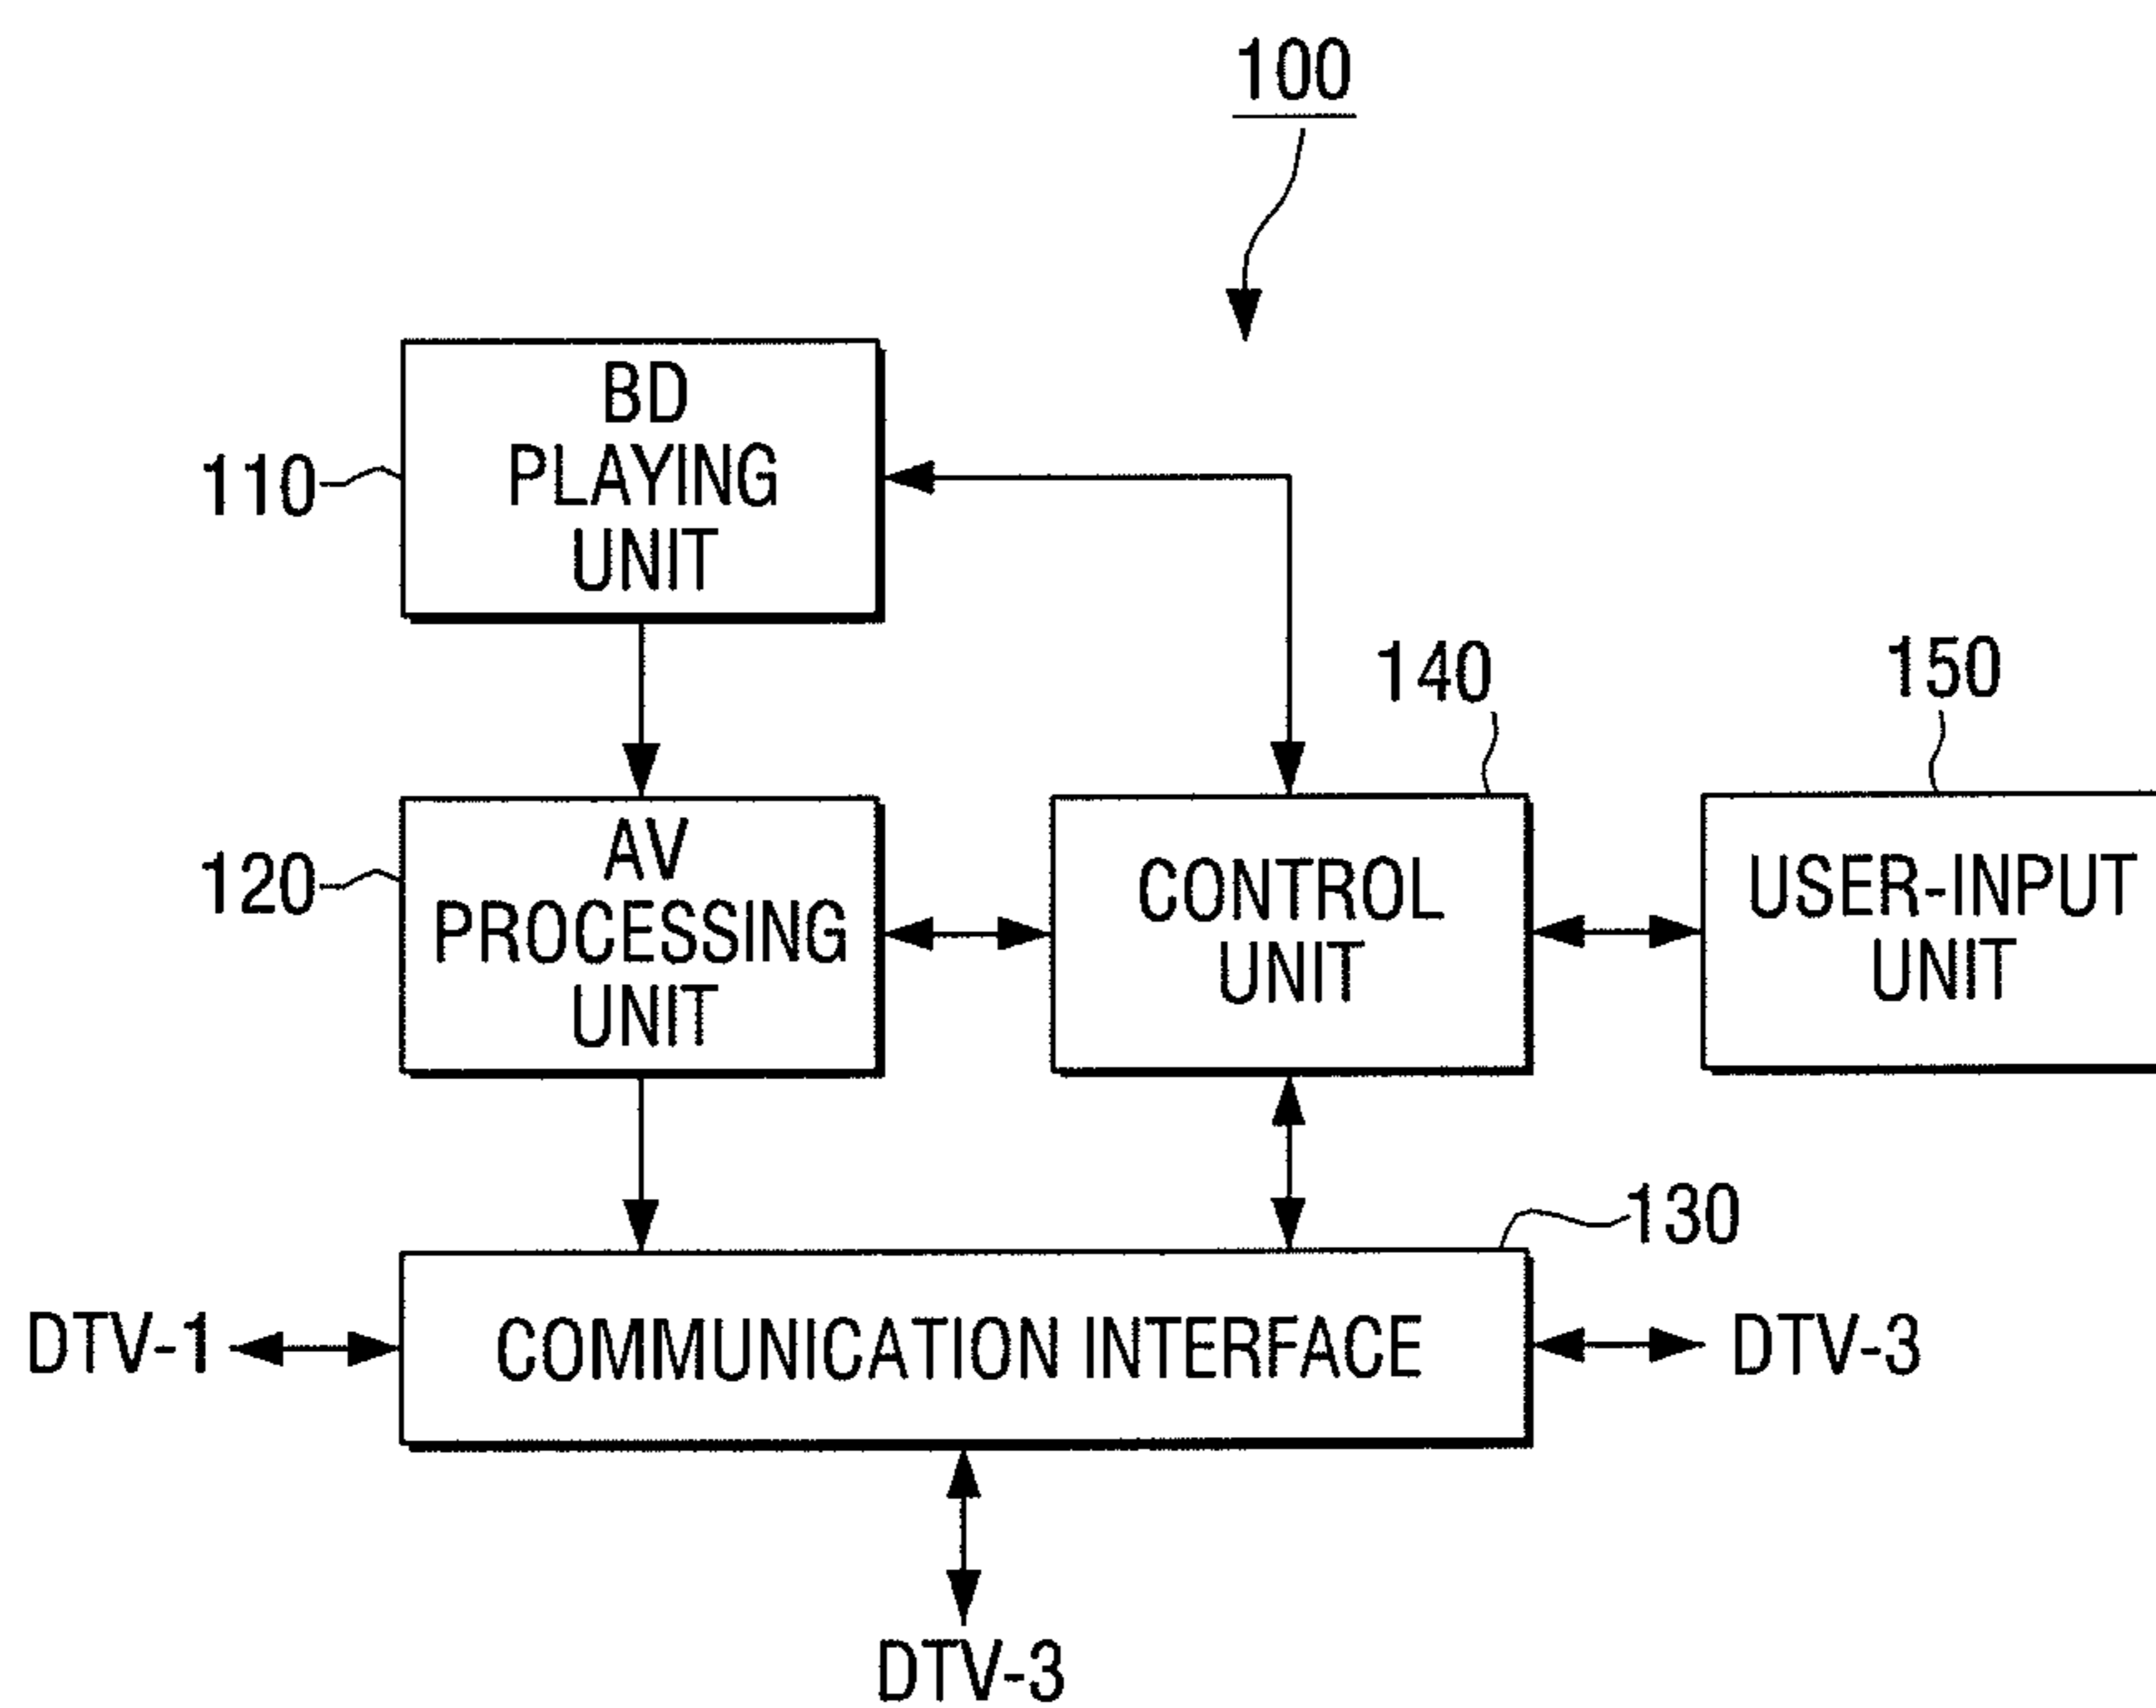 100
BD
PLAYING
UNIT
110
140
150
AV
PROCESSING
UNIT
120
CONTROL
UNIT
USER-INPUT
UNIT
130
DTV-1
COMMUNICATION INTERFACE
DTV-3
DTV-3